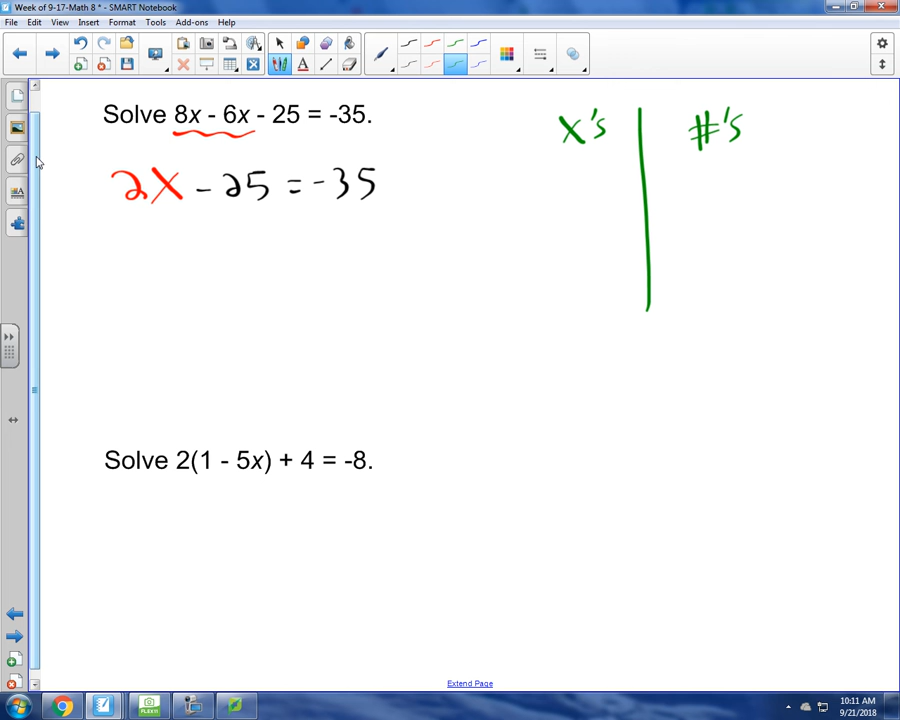 Week of 9-17-Math 8 * - SMART Notebook
File Edit View Insert Format Tools Add-ons Help
Solve 8x - 6x - 25 = -35.
x's #'s
2x - 25 = -35
Solve 2(1 - 5x) + 4 = -8.
Extend Page
10:11 AM
9/21/2018